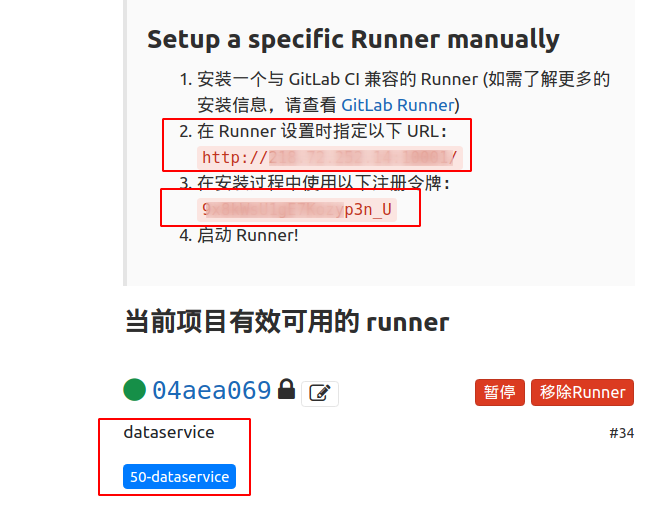 Setup a specific Runner manually
1. 安装一个与 GitLab CI 兼容的 Runner (如需了解更多的
安装信息，请查看 GitLab Runner)
2. 在 Runner 设置时指定以下 URL:
http://
3. 在安装过程中使用以下注册令牌:
p3n_U
4. 启动 Runner!
当前项目有效可用的 runner
04aea069
暂停
移除Runner
dataservice
#34
50-dataservice